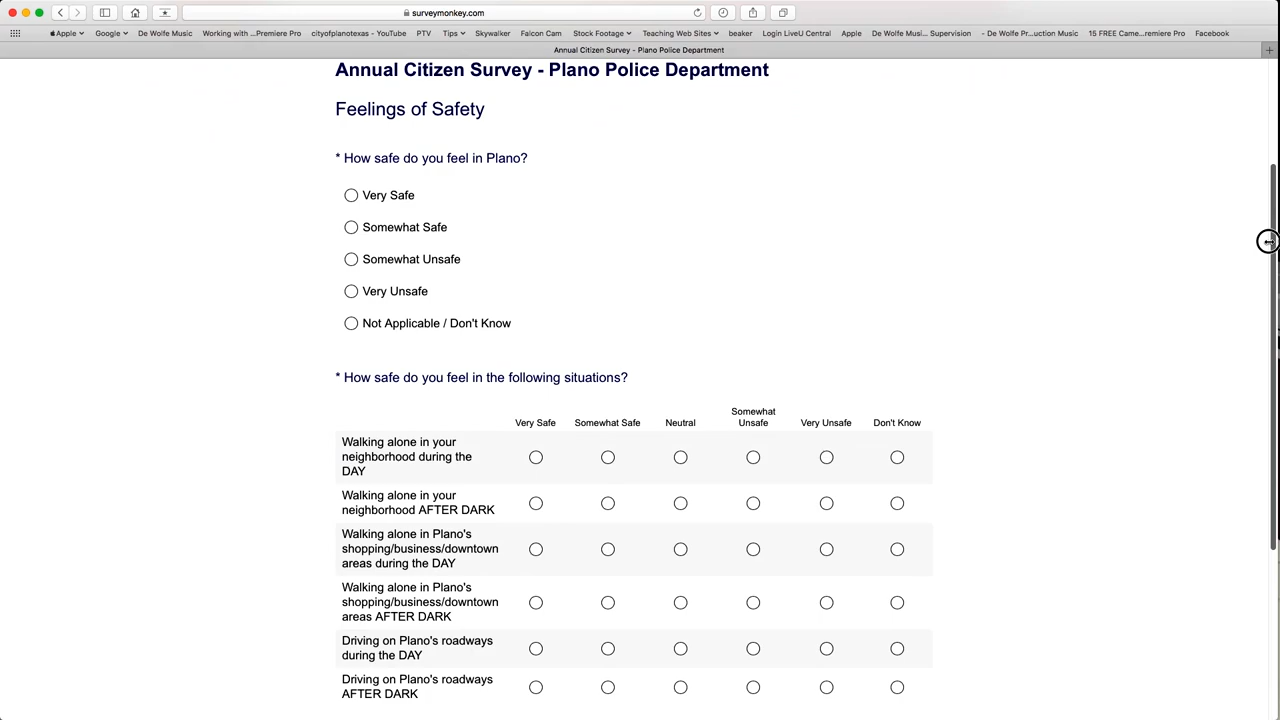 surveymonkey.com
Apple Google De Wolfe Music Working with ...Premiere Pro cityofplanotexas - YouTube PTV Tips Skywalker Falcon Cam Stock Footage Teaching Web Sites beaker Login LiveU Central Apple De Wolfe Musi... Supervision - De Wolfe Pr...uction Music 15 FREE Came...remiere Pro Facebook
Annual Citizen Survey - Plano Police Department
Annual Citizen Survey - Plano Police Department
Feelings of Safety
* How safe do you feel in Plano?
Very Safe
Somewhat Safe
Somewhat Unsafe
Very Unsafe
Not Applicable / Don't Know
* How safe do you feel in the following situations?
Very Safe Somewhat Safe Neutral Somewhat Unsafe Very Unsafe Don't Know
Walking alone in your
neighborhood during the
DAY
Walking alone in your
neighborhood AFTER DARK
Walking alone in Plano's
shopping/business/downtown
areas during the DAY
Walking alone in Plano's
shopping/business/downtown
areas AFTER DARK
Driving on Plano's roadways
during the DAY
Driving on Plano's roadways
AFTER DARK